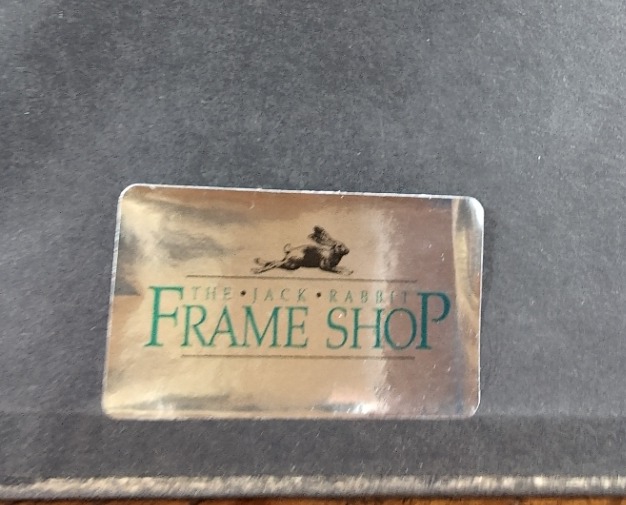 THE • JACK • RABBIT
FRAME SHOP